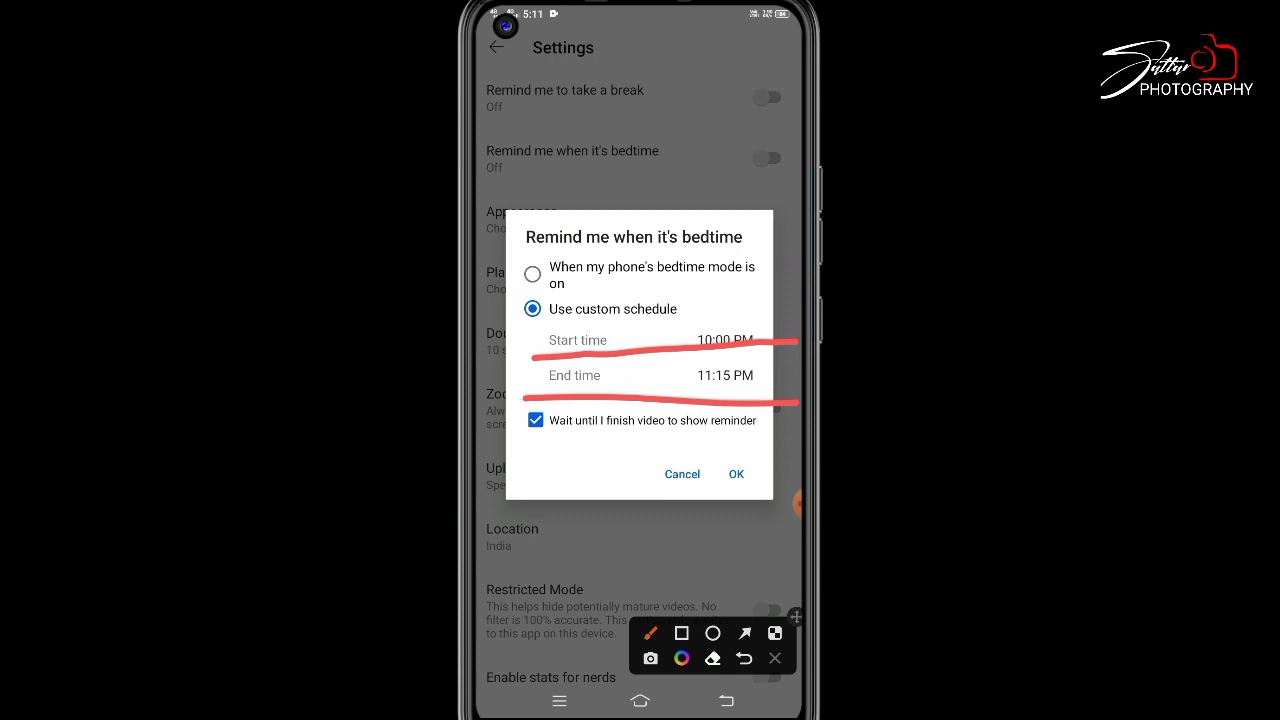 5:11
Settings
Remind me to take a break
Off
Remind me when it's bedtime
Off
Remind me when it's bedtime
When my phone's bedtime mode is
on
Use custom schedule
Start time 10:00 PM
End time 11:15 PM
Wait until I finish video to show reminder
Cancel OK
Location
India
Restricted Mode
This helps hide potentially mature videos. No
filter is 100% accurate. This
to this app on this device.
Enable stats for nerds
Sattar
PHOTOGRAPHY